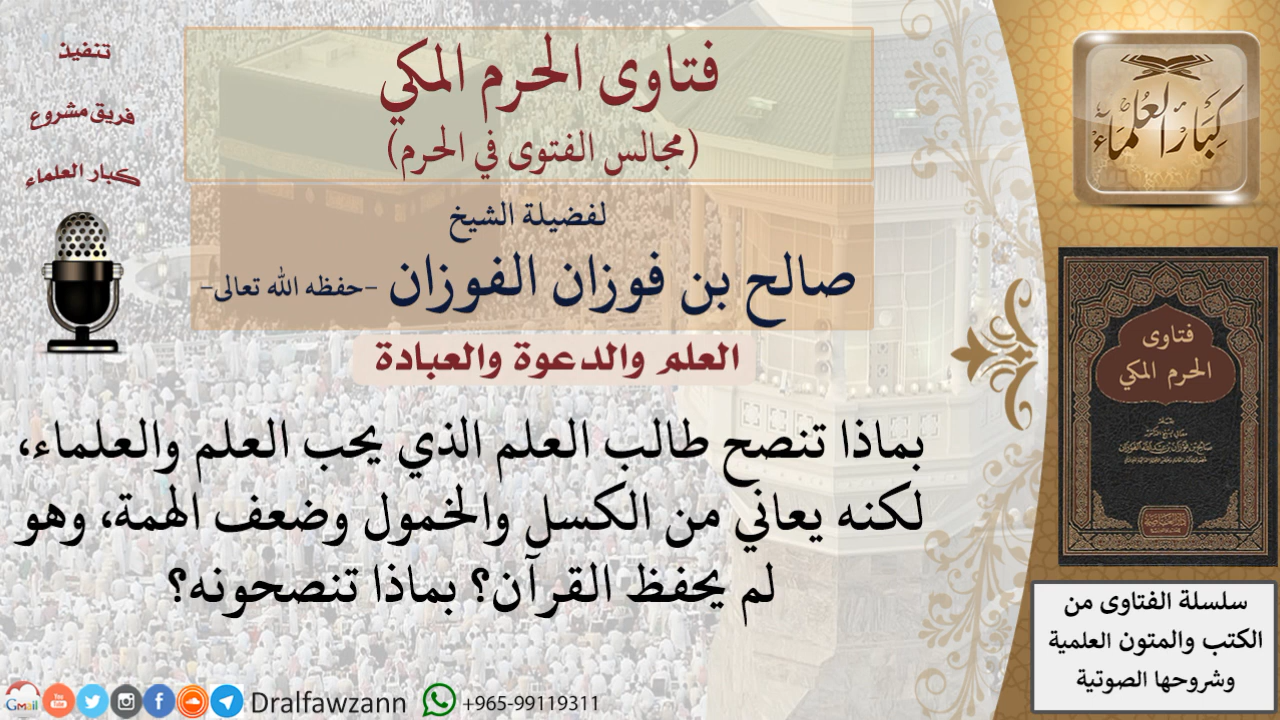 فتاوى الحرم المكي
(مجالس الفتوى في الحرم)
لفضيلة الشيخ
صالح بن فوزان الفوزان -حفظه الله تعالى-
العلم والدعوة والعبادة
بماذا تنصح طالب العلم الذي يحب العلم والعلماء،
لكنه يعاني من الكسل والخمول وضعف الهمة، وهو
لم يحفظ القرآن؟ بماذا تنصحونه؟
تنفيذ
فريق مشروع
كبار العلماء
كبار العلماء
فتاوى
الحرم المكي
سلسلة الفتاوى من
الكتب والمتون العلمية
وشروحها الصوتية
Gmail
You Tube
Dralfawzann
+965-99119311